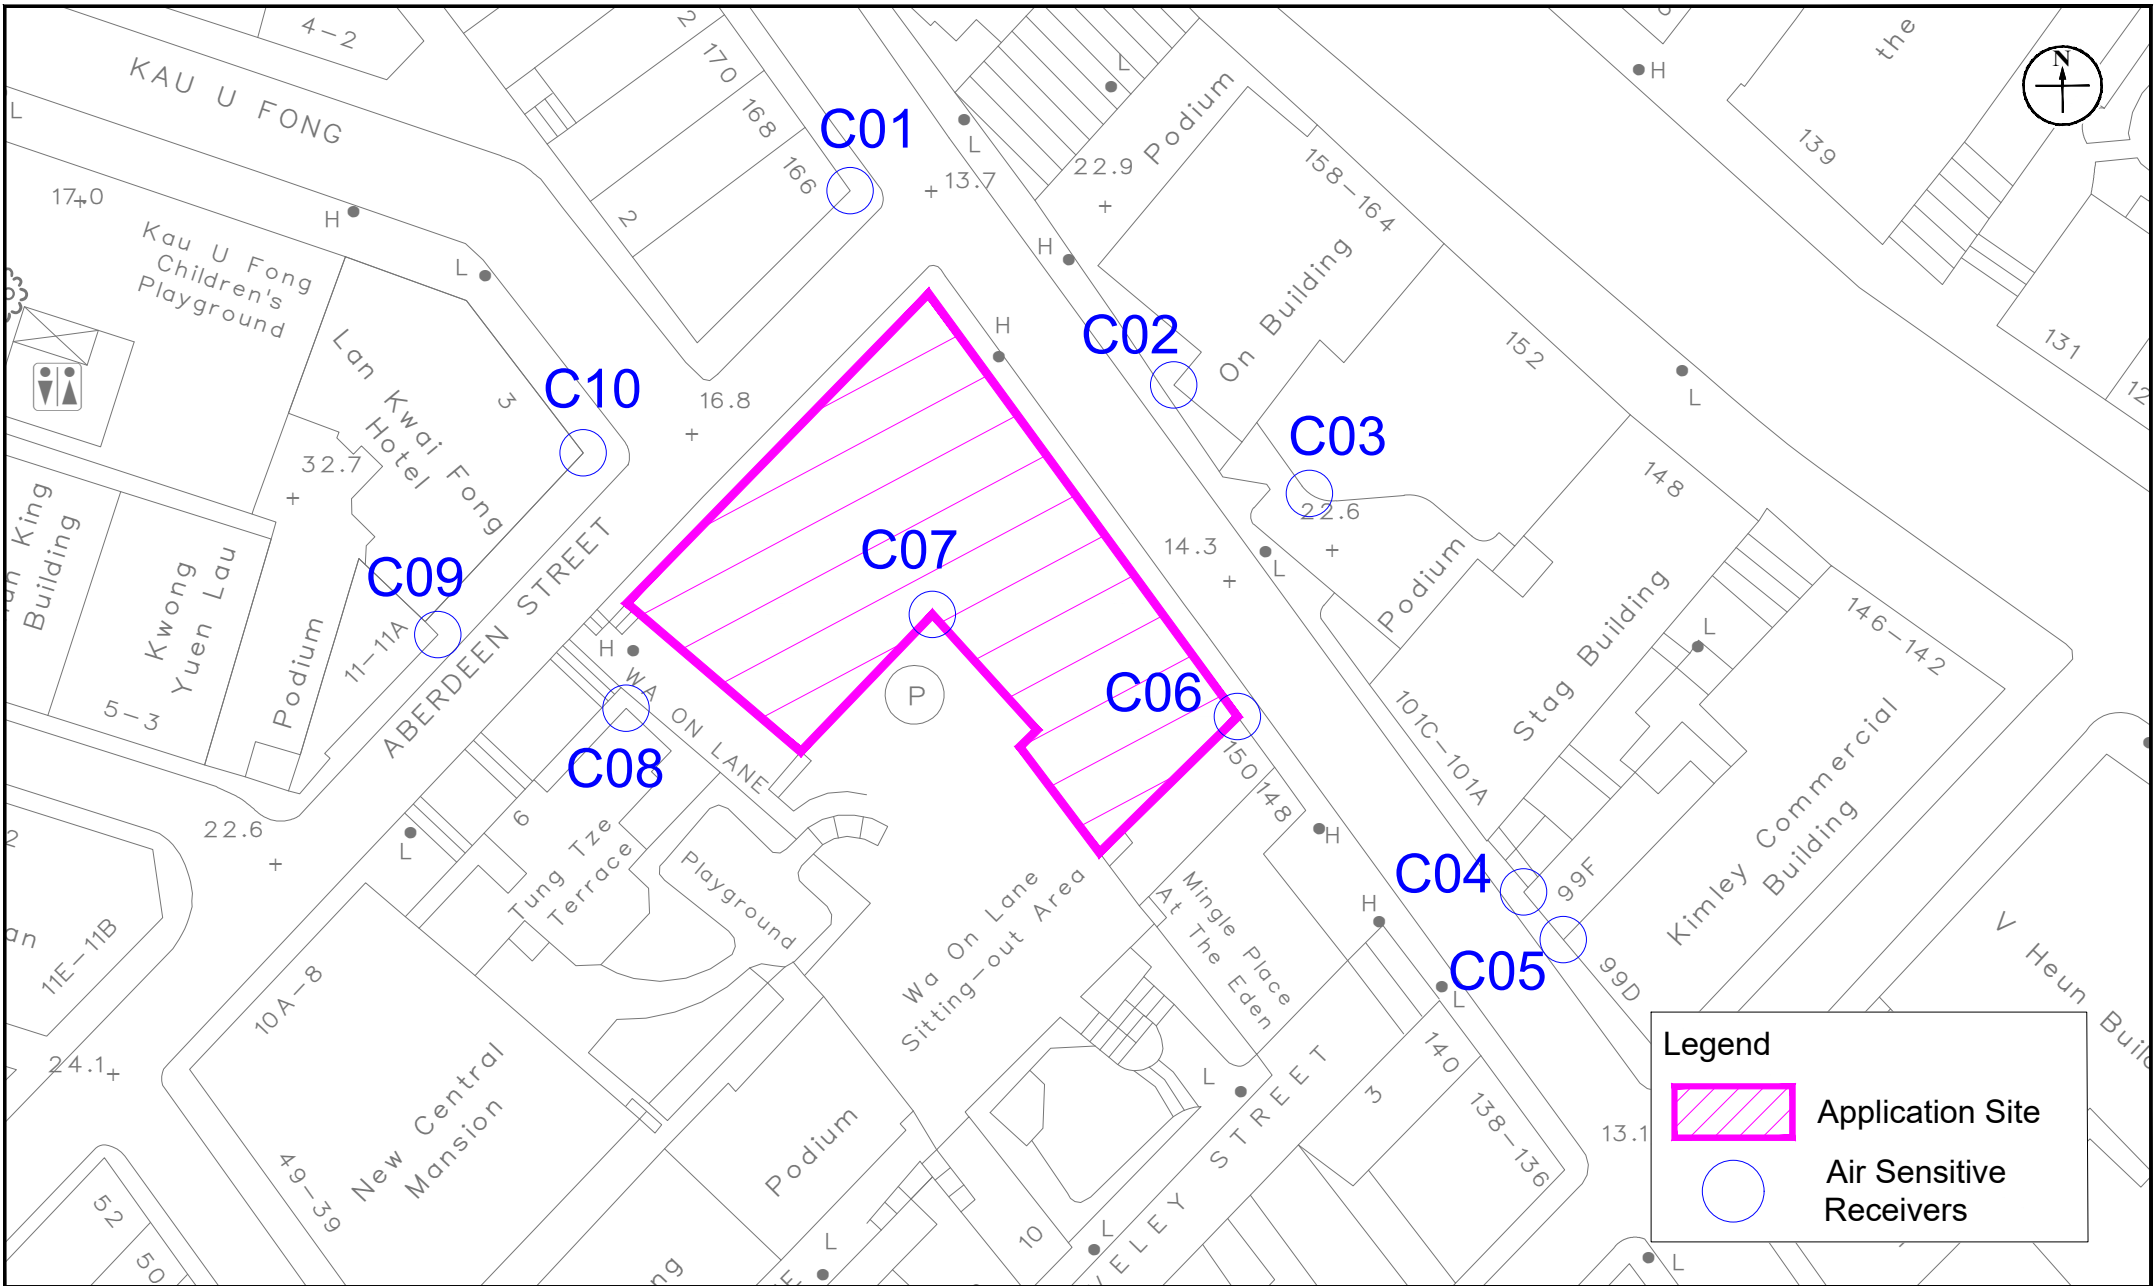 4-2
2
170
168
166
2
KAU U FONG
L
C01
L
L
13.7
22.9
Podium
158-164
H
the
139
N
17.0
H
Kau U Fong
Children's
Playground
L
H
H
C02
On Building
152
L
131
12
C10
3
Lan Kwai Fong
Hotel
32.7
16.8
C03
22.6
148
14.3
L
Podium
Building
Kwong
Yuen Lau
5-3
Podium
C09
11-11A
ABERDEEN STREET
C07
H
WA ON LANE
P
C06
C08
150
148
101C-101A
Stag Building
L
146-142
Kimley Commercial
Building
22.6
L
6
Tung Tze
Terrace
Playground
Wa On Lane
Sitting-out Area
Mingle Place
At The
Eden
H
H
C04
99F
C05
L
99D
V Heun
11E-11B
10A-8
24.1
New Central
Mansion
49-39
52
50
Podium
L
10
L
L
STREET
3
140
138-136
13.1
L
Legend
Application Site
Air Sensitive
Receivers